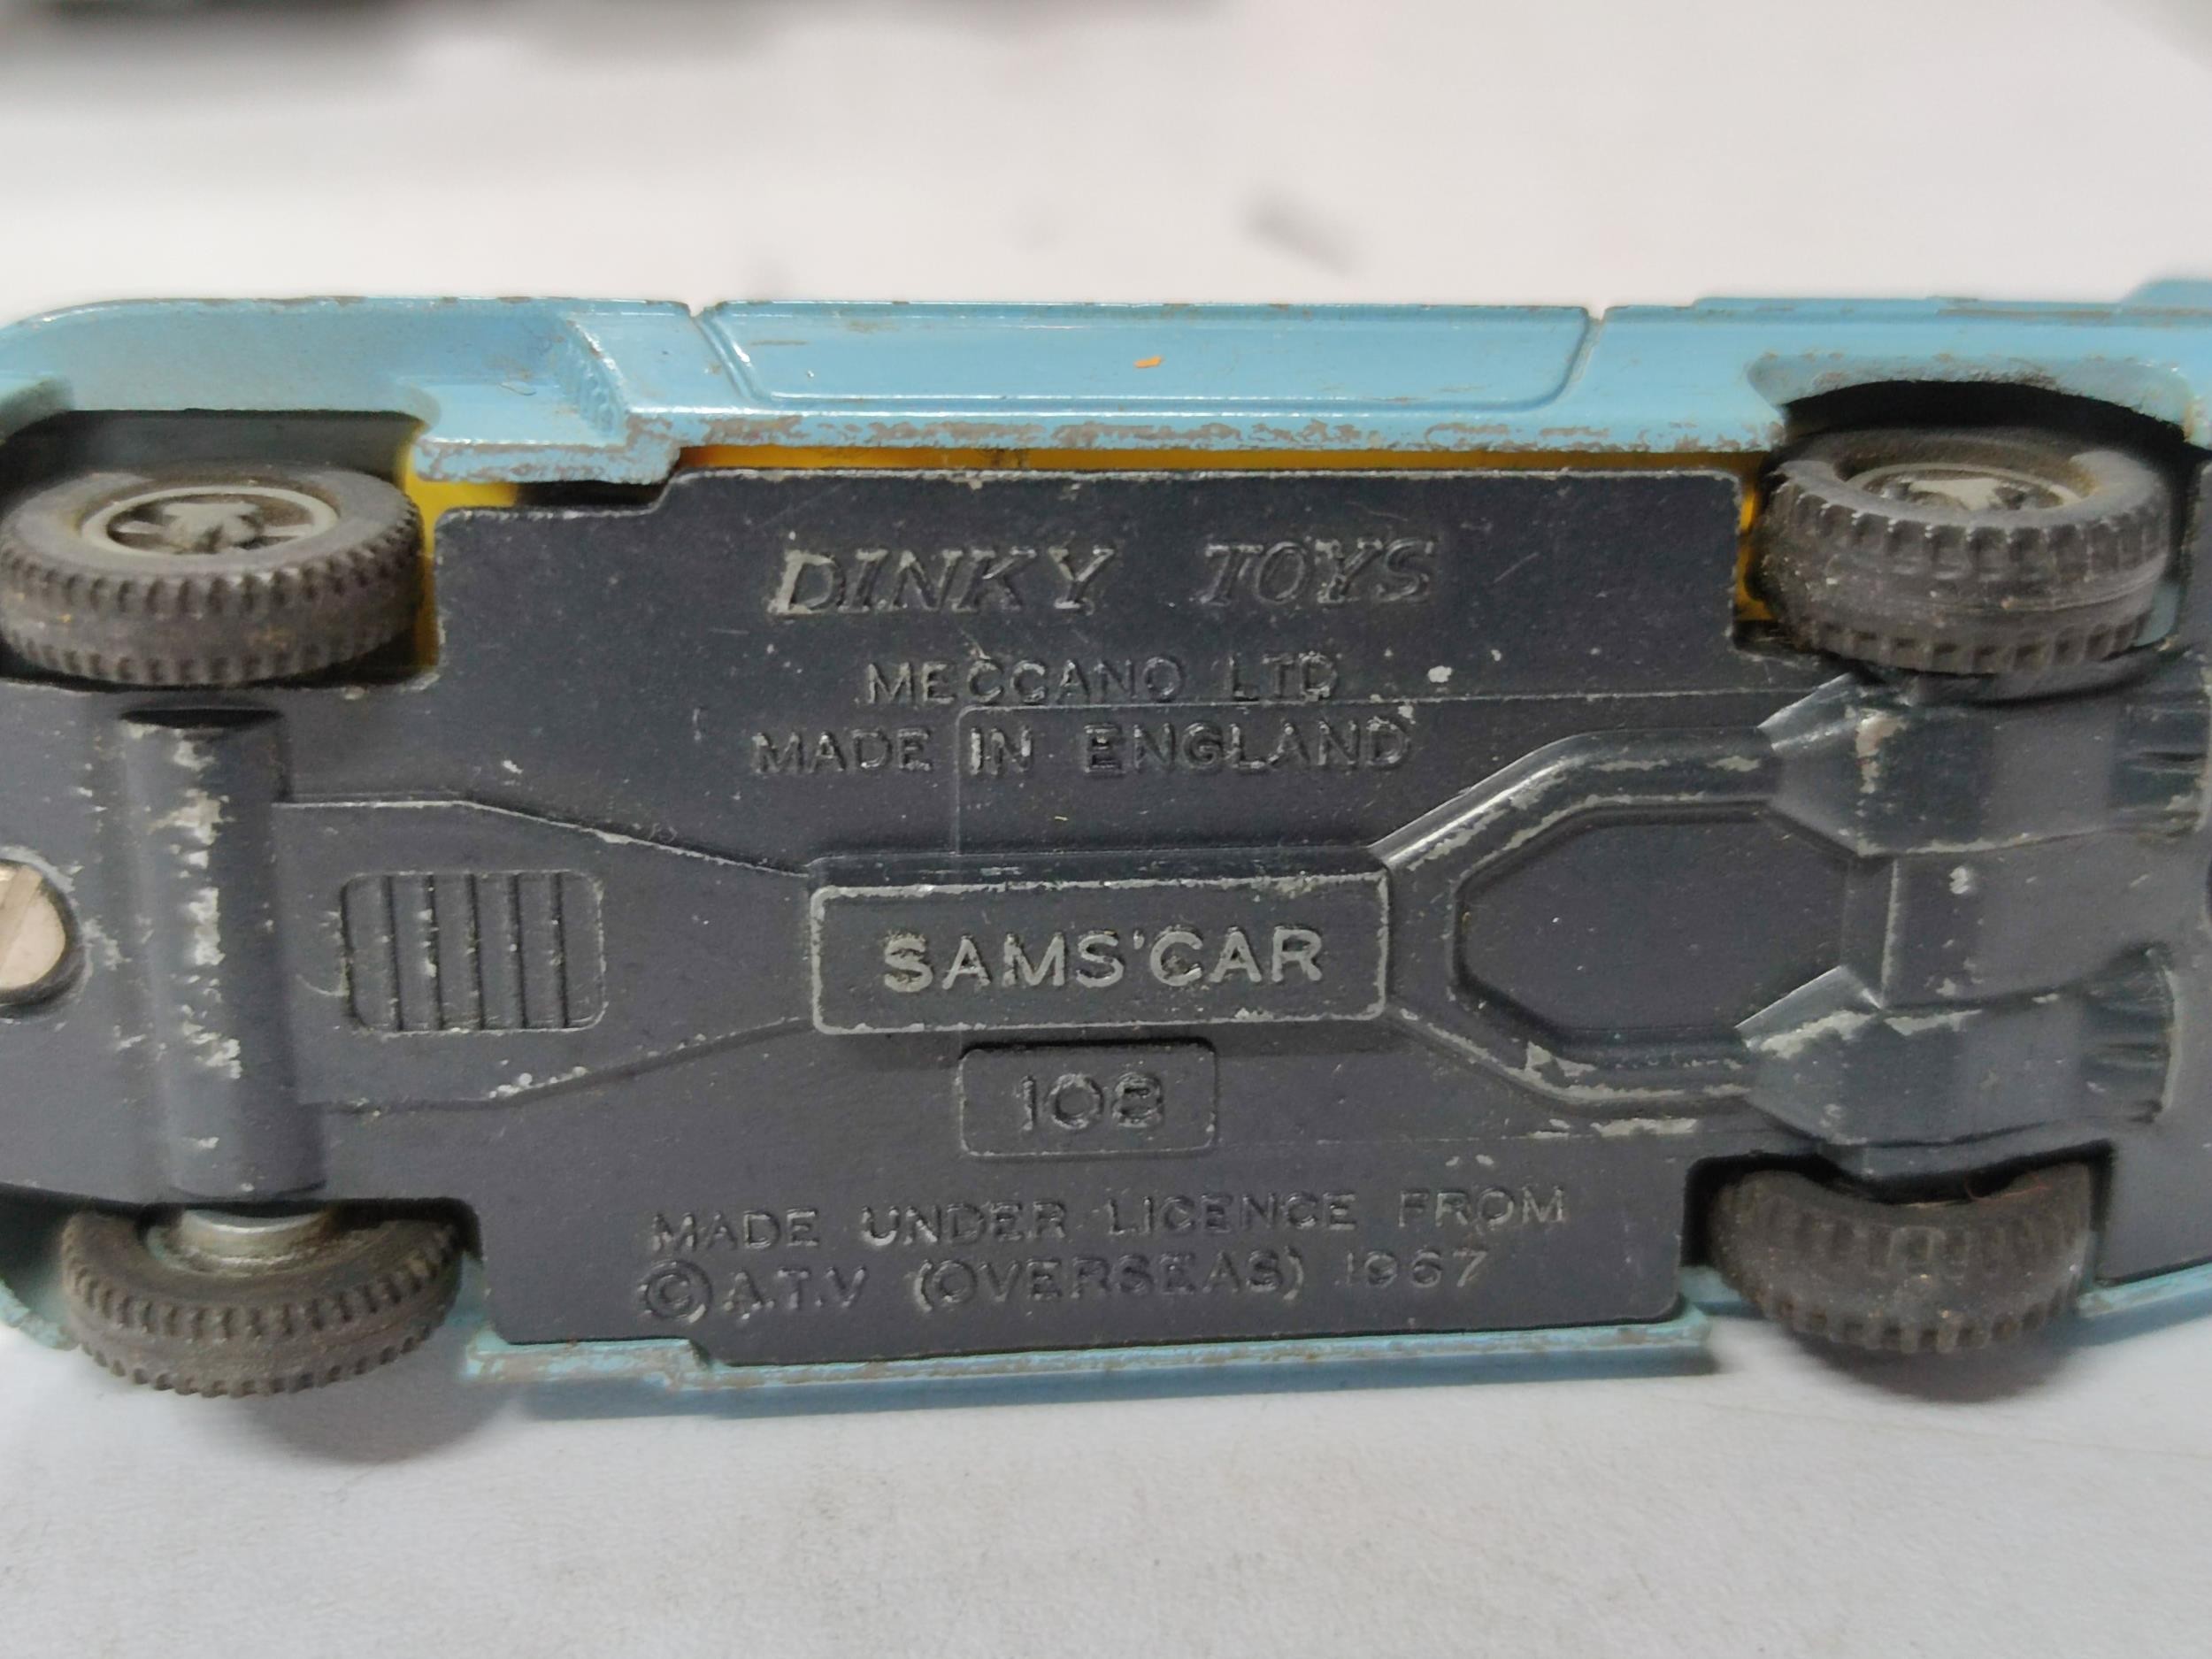 DINKY TOYS
MECCANO LTD
MADE IN ENGLAND
SAMS'CAR
108
MADE UNDER LICENCE FROM
© A.T.V (OVERSEAS) 1967